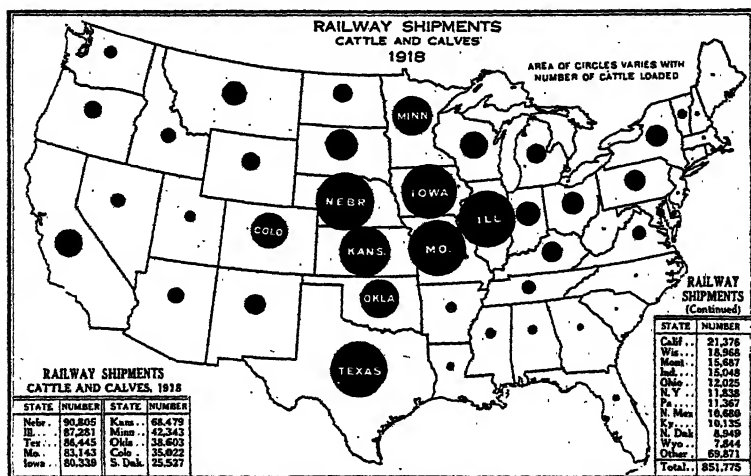 RAILWAY SHIPMENTS
CATTLE AND CALVES
1918
AREA OF CIRCLES VARIES WITH
NUMBER OF CATTLE LOADED
MINN
NEBR
IOWA
ILL
COLO
KANS.
MO.
OKLA
TEXAS
RAILWAY SHIPMENTS
CATTLE AND CALVES, 1918
STATE NUMBER STATE NUMBER
Nebr. 90,805 Kans. 68,479
Ill. 87,281 Minn 42,343
Tex. 86,445 Okla. 38,603
Mo. 83,143 Colo 35,022
Iowa 80,339 S. Dak 25,527
RAILWAY
SHIPMENTS
(Continued)
STATE NUMBER
Calif. 21,376
Wis. 18,968
Mont. 15,687
Ind. 15,048
Ohio 12,025
N.Y. 11,838
Pa. 11,367
N. Mex 10,686
Ky. 10,135
N. Dak 8,949
Wyo. 7,844
Other 69,871
Total.. 851,775